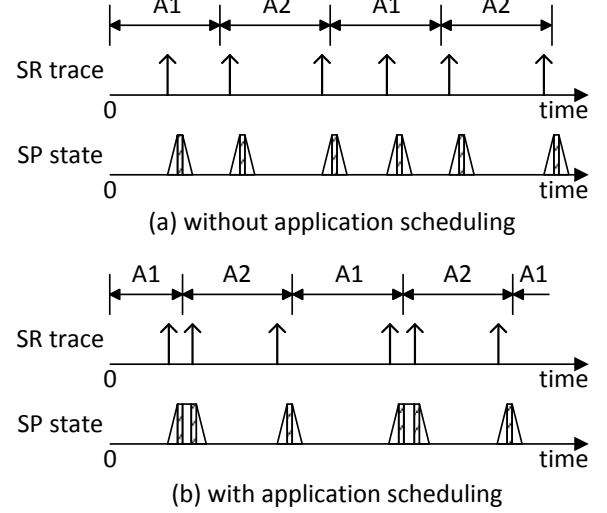 A1 A2 A1 A2
SR trace
0 time
SP state
0 time
(a) without application scheduling
A1 A2 A1 A2 A1
SR trace
0 time
SP state
0 time
(b) with application scheduling